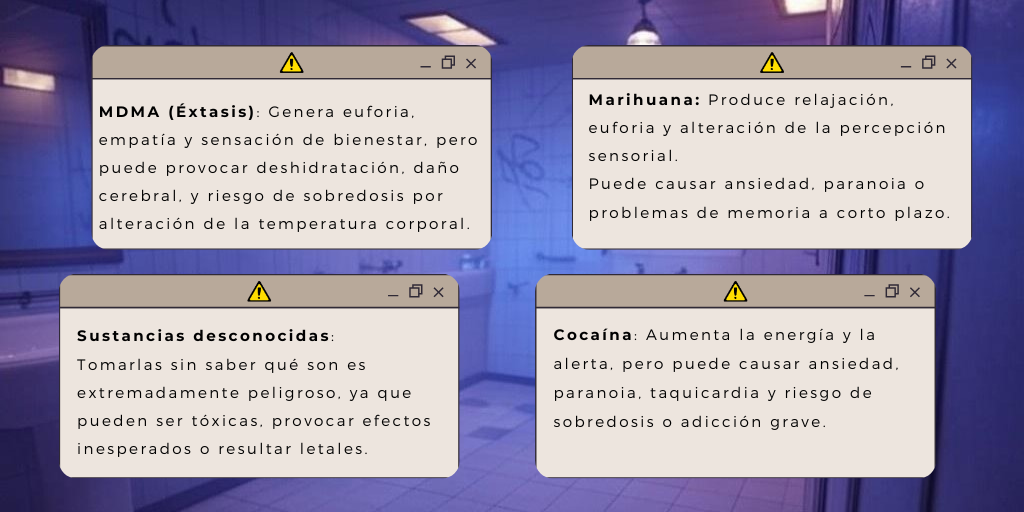 MDMA (Éxtasis): Genera euforia,
empatía y sensación de bienestar, pero
puede provocar deshidratación, daño
cerebral, y riesgo de sobredosis por
alteración de la temperatura corporal.
Marihuana: Produce relajación,
euforia y alteración de la percepción
sensorial.
Puede causar ansiedad, paranoia o
problemas de memoria a corto plazo.
Sustancias desconocidas:
Tomarlas sin saber qué son es
extremadamente peligroso, ya que
pueden ser tóxicas, provocar efectos
inesperados o resultar letales.
Cocaína: Aumenta la energía y la
alerta, pero puede causar ansiedad,
paranoia, taquicardia y riesgo de
sobredosis o adicción grave.